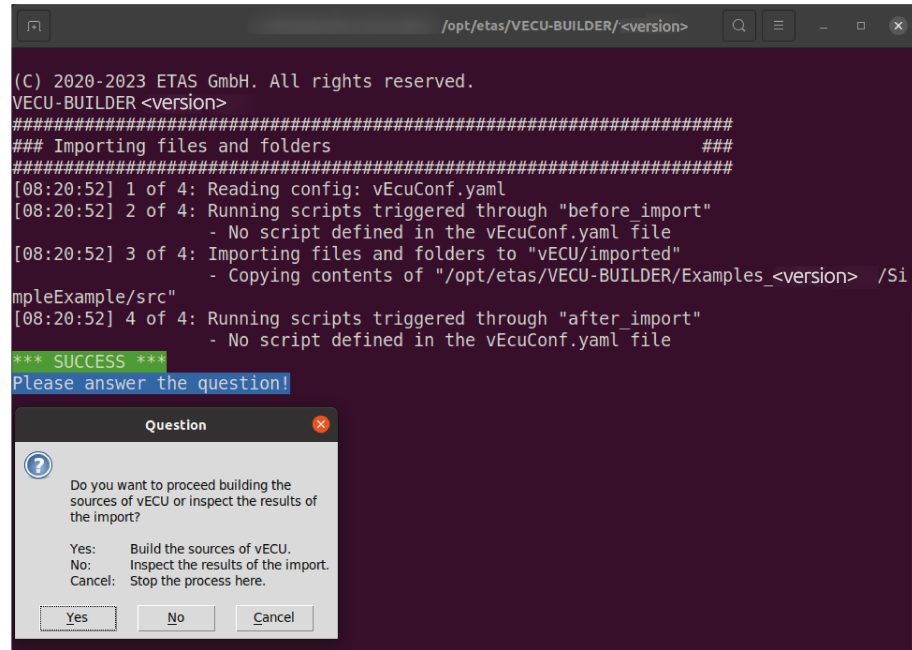 /opt/etas/VECU-BUILDER/<version>
(C) 2020-2023 ETAS GmbH. All rights reserved.
VECU-BUILDER <version>
######################################################################
### Importing files and folders                                    ###
######################################################################
[08:20:52] 1 of 4: Reading config: vEcuConf.yaml
[08:20:52] 2 of 4: Running scripts triggered through "before_import"
- No script defined in the vEcuConf.yaml file
[08:20:52] 3 of 4: Importing files and folders to "vECU/imported"
- Copying contents of "/opt/etas/VECU-BUILDER/Examples_<version> /Si
mpleExample/src"
[08:20:52] 4 of 4: Running scripts triggered through "after_import"
- No script defined in the vEcuConf.yaml file
*** SUCCESS ***
Please answer the question!
Question
Do you want to proceed building the
sources of vECU or inspect the results of
the import?
Yes: Build the sources of vECU.
No: Inspect the results of the import.
Cancel: Stop the process here.
Yes No Cancel